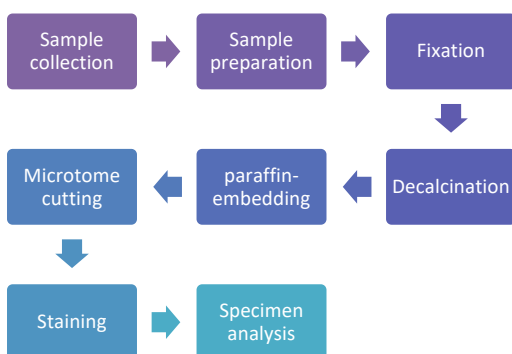 Sample
collection
Sample
preparation
Fixation
Decalcination
paraffin-
embedding
Microtome
cutting
Staining
Specimen
analysis